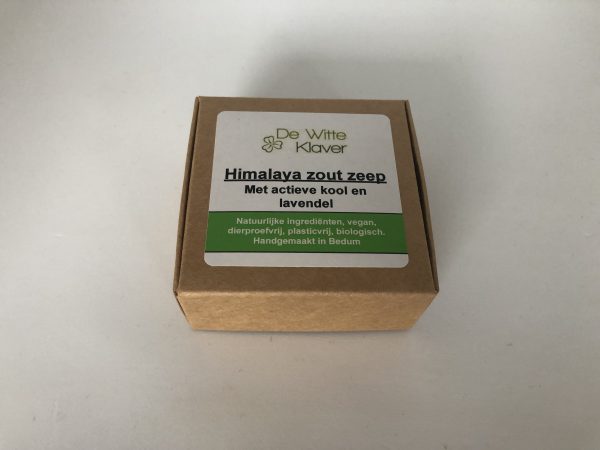 De Witte
Klaver
Himalaya zout zeep
Met actieve kool en
lavendel
Natuurlijke ingrediënten, vegan,
dierproefvrij, plasticvrij, biologisch.
Handgemaakt in Bedum